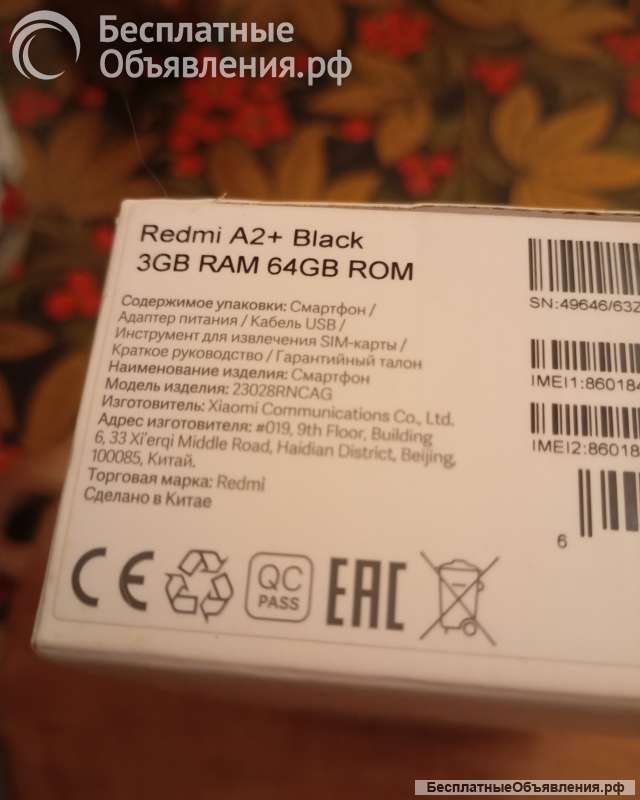 Бесплатные
Объявления.рф
Redmi A2+ Black
3GB RAM 64GB ROM
Содержимое упаковки: Смартфон /
Адаптер питания / Кабель USB /
Инструмент для извлечения SIM-карты /
Краткое руководство / Гарантийный талон
Наименование изделия: Смартфон
Модель изделия: 23028RNCAG
Изготовитель: Xiaomi Communications Co., Ltd.
Адрес изготовителя: #019, 9th Floor, Building
6, 33 Xi'erqi Middle Road, Haidian District, Beijing,
100085, Китай.
Торговая марка: Redmi
Сделано в Китае
SN:49646/63Z
IMEI1:860184
IMEI2:86018
6
CE
QC
PASS
EAC
БесплатныеОбъявления.рф